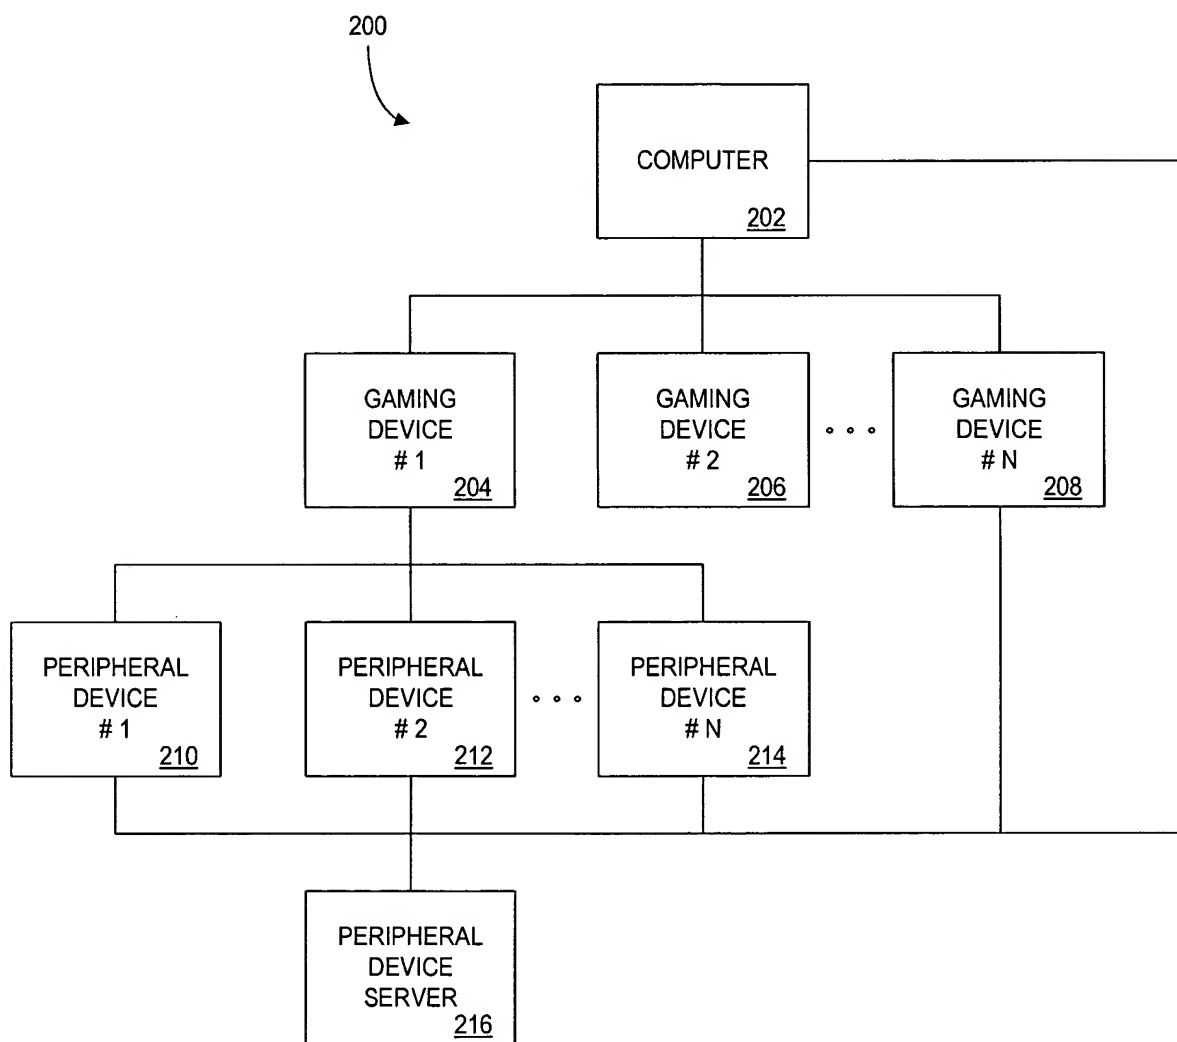 200
COMPUTER
202
GAMING
DEVICE
# 1
204
GAMING
DEVICE
# 2
206
GAMING
DEVICE
# N
208
PERIPHERAL
DEVICE
# 1
210
PERIPHERAL
DEVICE
# 2
212
PERIPHERAL
DEVICE
# N
214
PERIPHERAL
DEVICE
SERVER
216